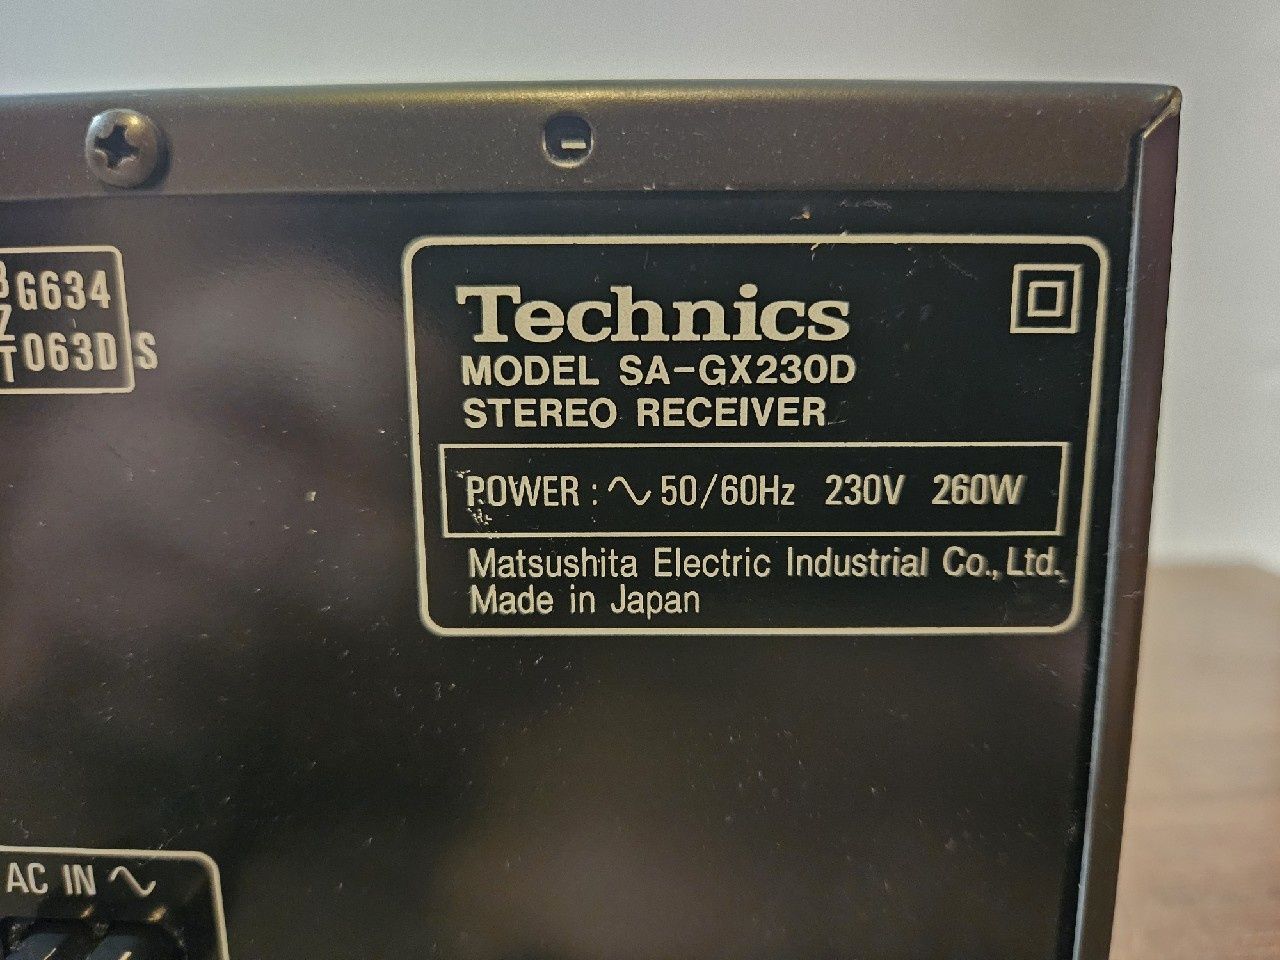 G634
T063D S
Technics
MODEL SA-GX230D
STEREO RECEIVER
POWER : ∿ 50/60Hz 230V 260W
Matsushita Electric Industrial Co., Ltd.
Made in Japan
AC IN ∿